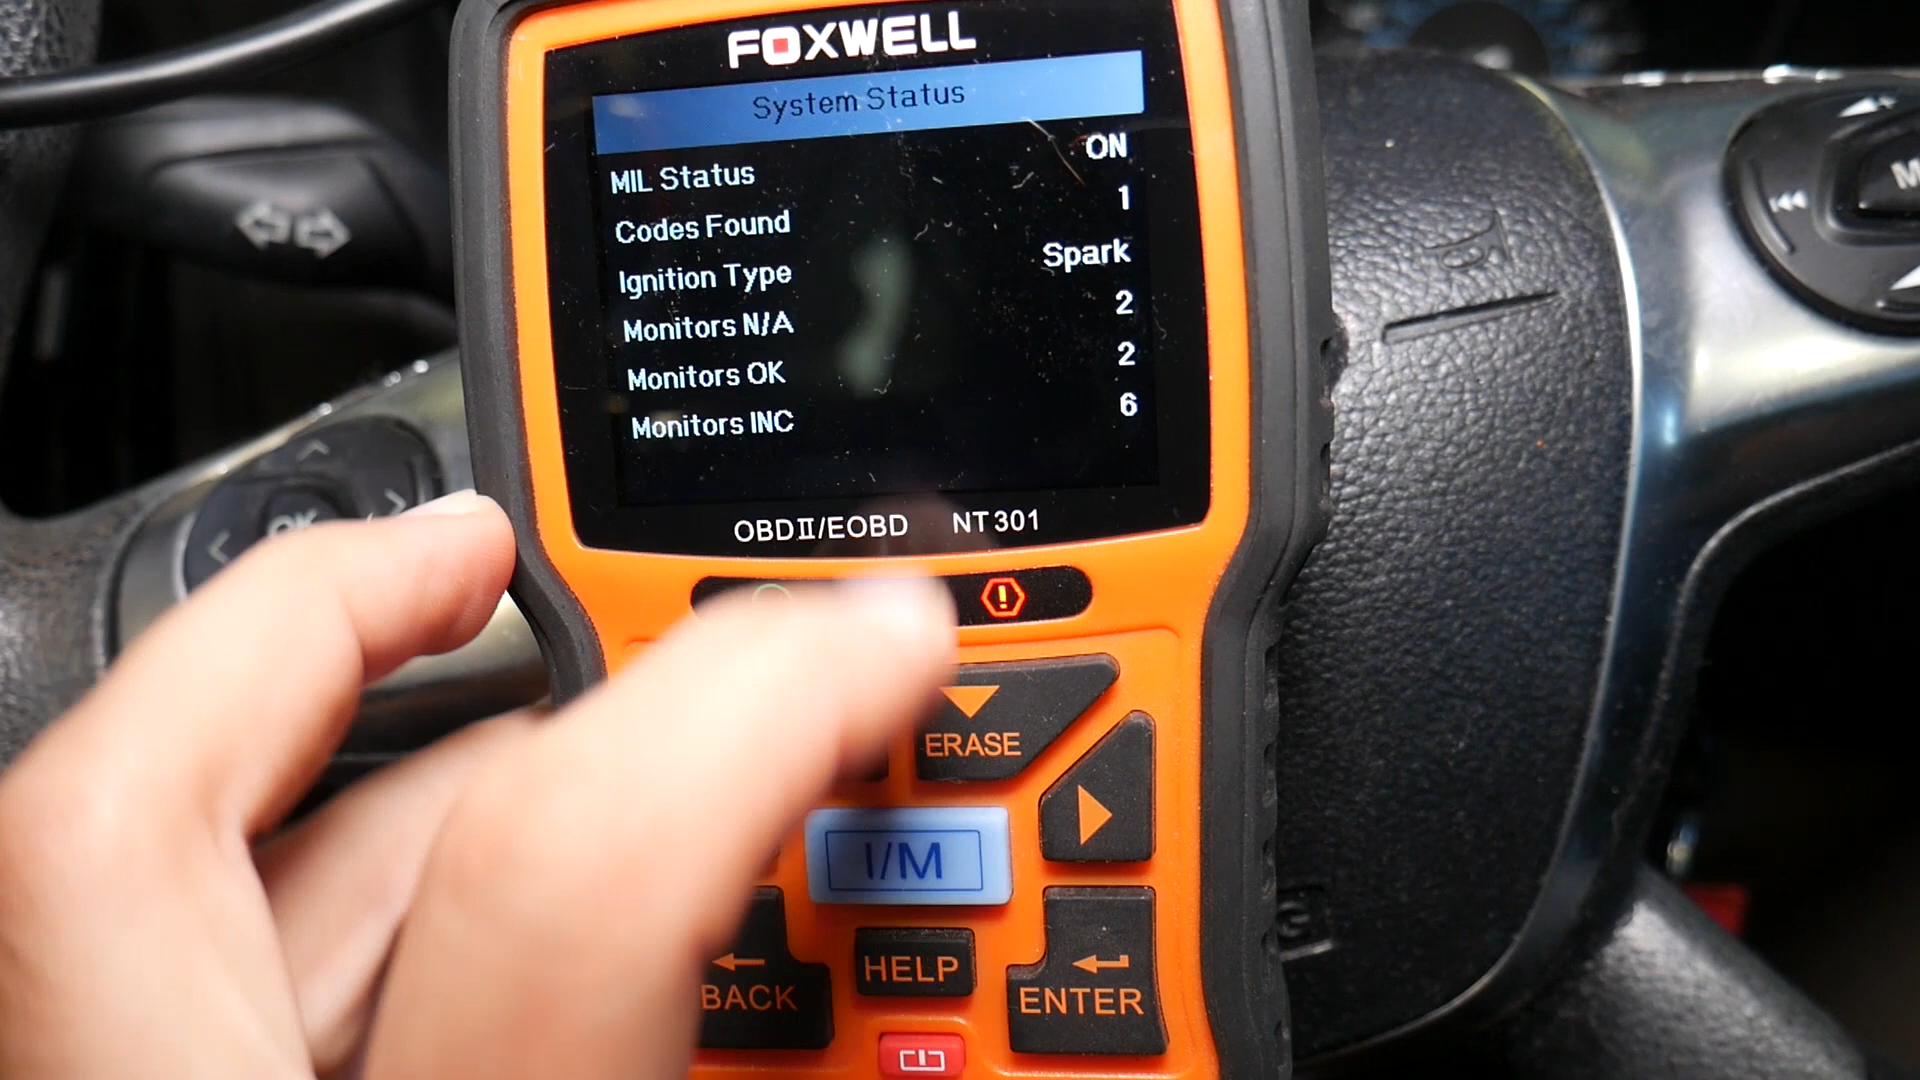 FOXWELL
System Status
MIL Status ON
Codes Found 1
Ignition Type Spark
Monitors N/A 2
Monitors OK 2
Monitors INC 6
OBDII/EOBD NT301
OK
ERASE
I/M
BACK
HELP
ENTER